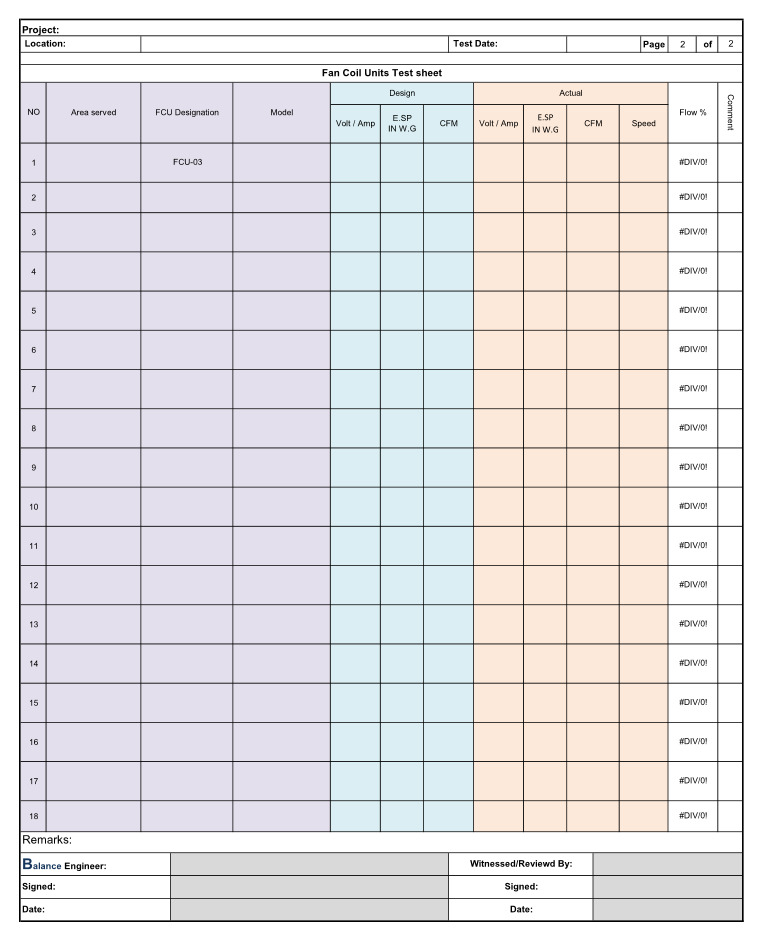 Project:
Location: Test Date: Page 2 of 2
Fan Coil Units Test sheet
NO Area served FCU Designation Model Design Actual Flow % Comment
Volt / Amp E.SP IN W.G CFM Volt / Amp E.SP IN W.G CFM Speed
1 FCU-03 #DIV/0!
2 #DIV/0!
3 #DIV/0!
4 #DIV/0!
5 #DIV/0!
6 #DIV/0!
7 #DIV/0!
8 #DIV/0!
9 #DIV/0!
10 #DIV/0!
11 #DIV/0!
12 #DIV/0!
13 #DIV/0!
14 #DIV/0!
15 #DIV/0!
16 #DIV/0!
17 #DIV/0!
18 #DIV/0!
Remarks:
Balance Engineer: Witnessed/Reviewd By:
Signed: Signed:
Date: Date: